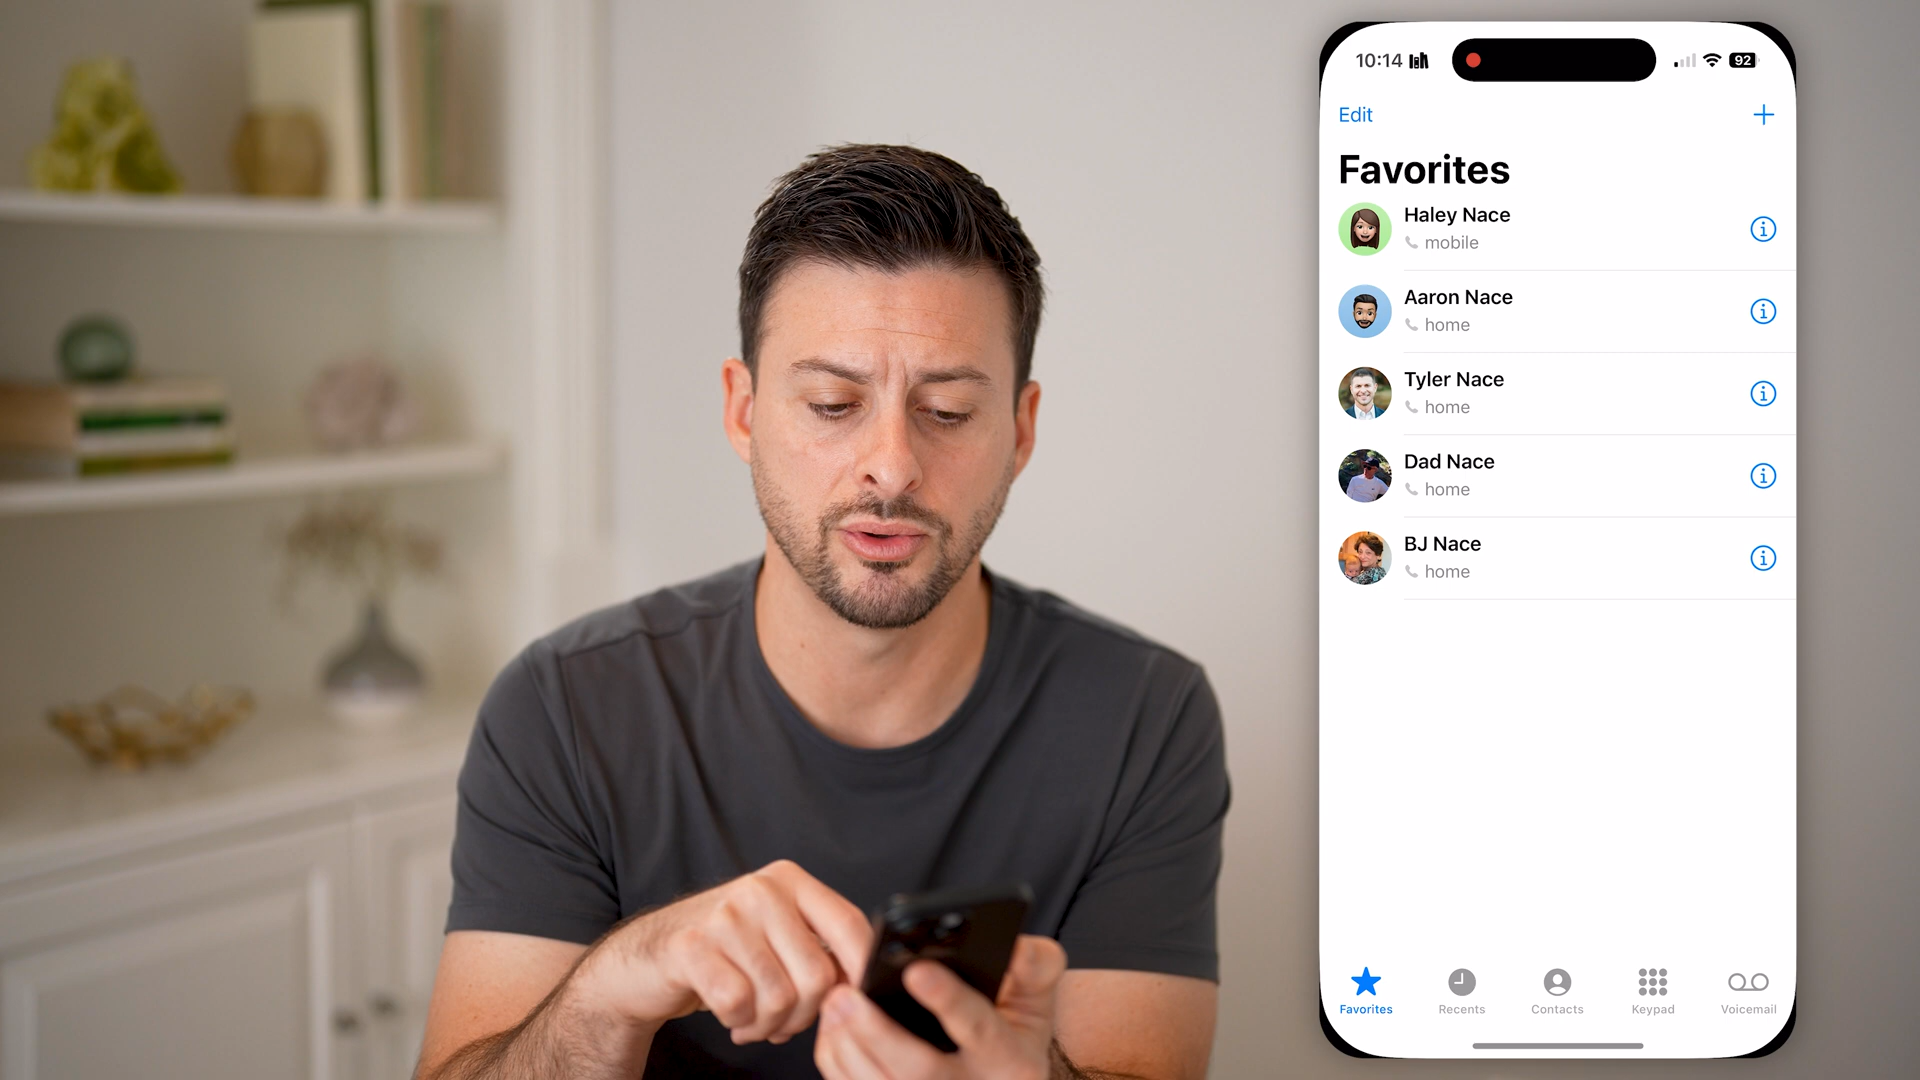 10:14
92
Edit
Favorites
Haley Nace
mobile
Aaron Nace
home
Tyler Nace
home
Dad Nace
home
BJ Nace
home
Favorites
Recents
Contacts
Keypad
Voicemail